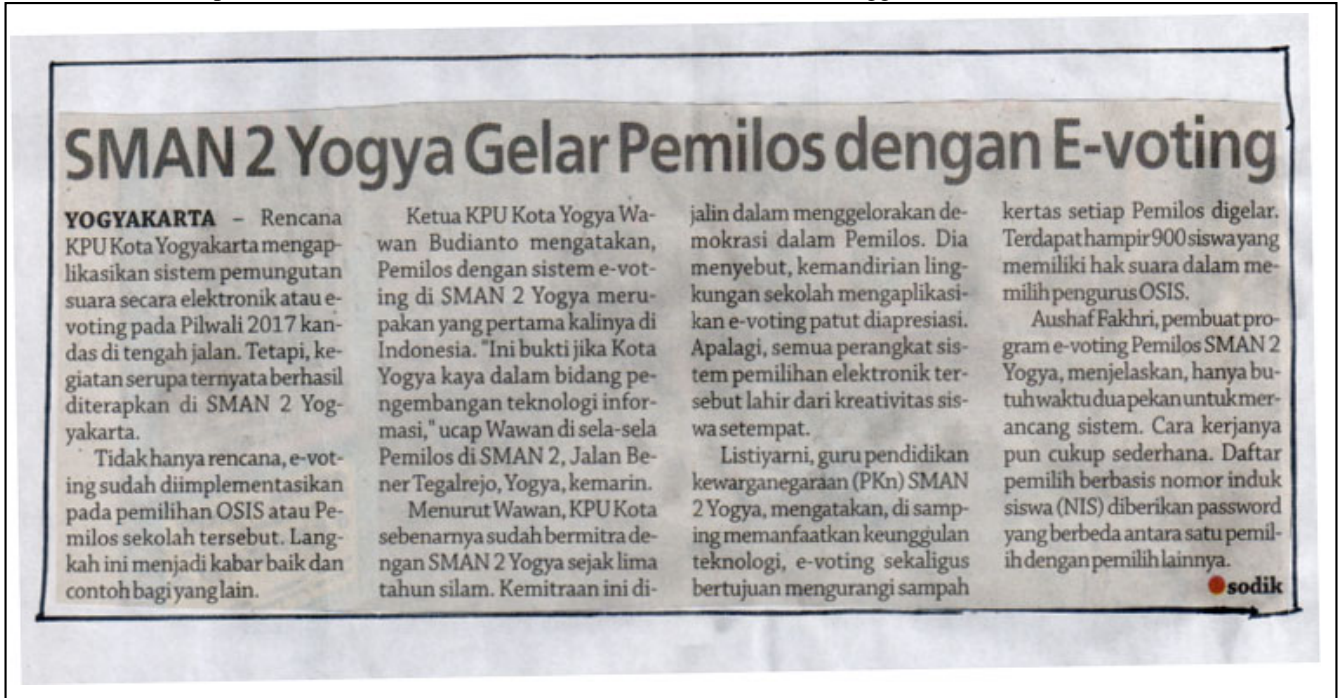 SMAN 2 Yogya Gelar Pemilos dengan E-voting
YOGYAKARTA – Rencana
KPU Kota Yogyakarta mengap-
likasikan sistem pemungutan
suara secara elektronik atau e-
voting pada Pilwali 2017 kan-
das di tengah jalan. Tetapi, ke-
giatan serupa ternyata berhasil
diterapkan di SMAN 2 Yog-
yakarta.
Tidak hanya rencana, e-vot-
ing sudah diimplementasikan
pada pemilihan OSIS atau Pe-
milos sekolah tersebut. Lang-
kah ini menjadi kabar baik dan
contoh bagi yang lain.
Ketua KPU Kota Yogya Wa-
wan Budianto mengatakan,
Pemilos dengan sistem e-vot-
ing di SMAN 2 Yogya meru-
pakan yang pertama kalinya di
Indonesia. "Ini bukti jika Kota
Yogya kaya dalam bidang pe-
ngembangan teknologi infor-
masi," ucap Wawan di sela-sela
Pemilos di SMAN 2, Jalan Be-
ner Tegalrejo, Yogya, kemarin.
Menurut Wawan, KPU Kota
sebenarnya sudah bermitra de-
ngan SMAN 2 Yogya sejak lima
tahun silam. Kemitraan ini di-
jalin dalam menggelorakan de-
mokrasi dalam Pemilos. Dia
menyebut, kemandirian ling-
kungan sekolah mengaplikasi-
kan e-voting patut diapresiasi.
Apalagi, semua perangkat sis-
tem pemilihan elektronik ter-
sebut lahir dari kreativitas sis-
wa setempat.
Listiyarni, guru pendidikan
kewarganegaraan (PKn) SMAN
2 Yogya, mengatakan, di samp-
ing memanfaatkan keunggulan
teknologi, e-voting sekaligus
bertujuan mengurangi sampah
kertas setiap Pemilos digelar.
Terdapat hampir 900 siswa yang
memiliki hak suara dalam me-
milih pengurus OSIS.
Aushaf Fakhri, pembuat pro-
gram e-voting Pemilos SMAN 2
Yogya, menjelaskan, hanya bu-
tuh waktu dua pekan untuk mer-
ancang sistem. Cara kerjanya
pun cukup sederhana. Daftar
pemilih berbasis nomor induk
siswa (NIS) diberikan password
yang berbeda antara satu pemil-
ih dengan pemilih lainnya.
sodik